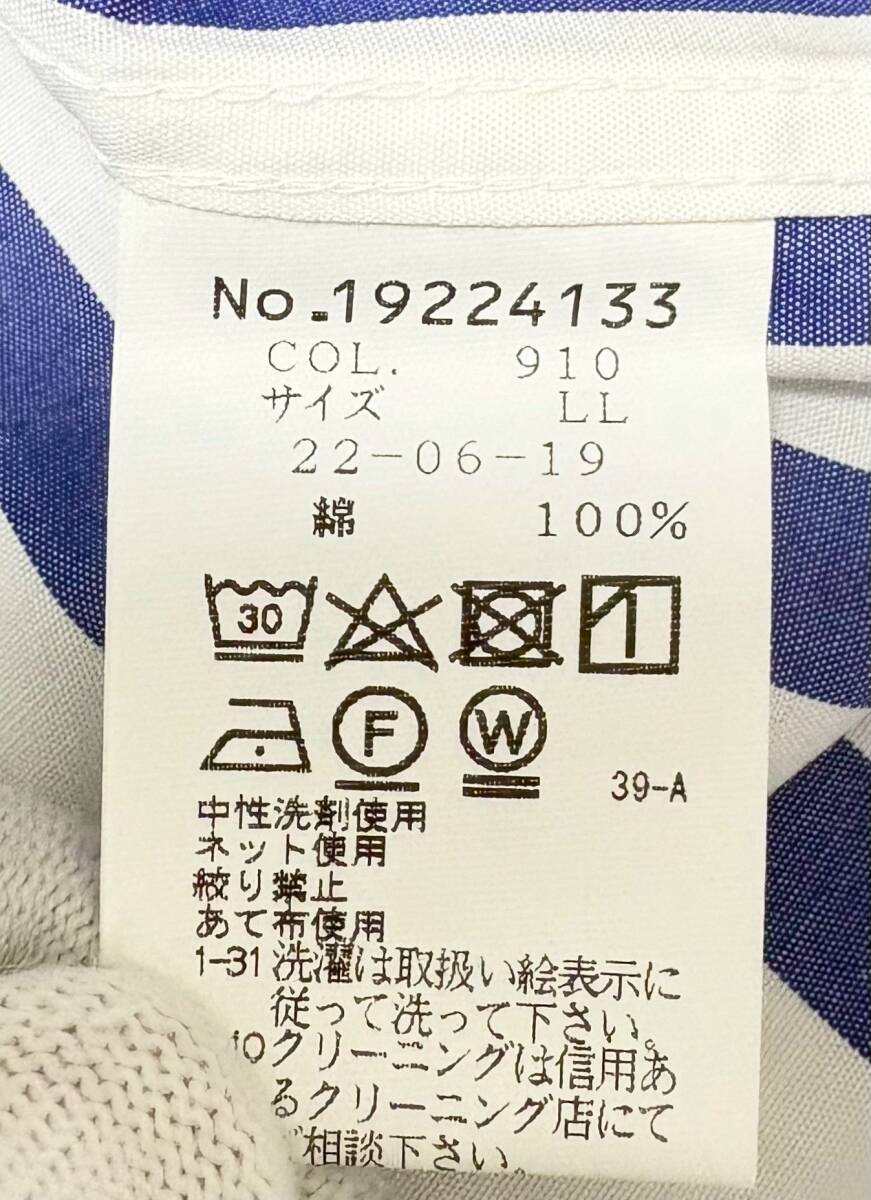 No.19224133
COL. 910
サイズ LL
22-06-19
綿 100%
30
F W
39-A
中性洗剤使用
ネット使用
絞り禁止
あて布使用
1-31 洗濯は取扱い絵表示に
従って洗って下さい。
クリーニングは信用あ
るクリーニング店にて
ご相談下さい。